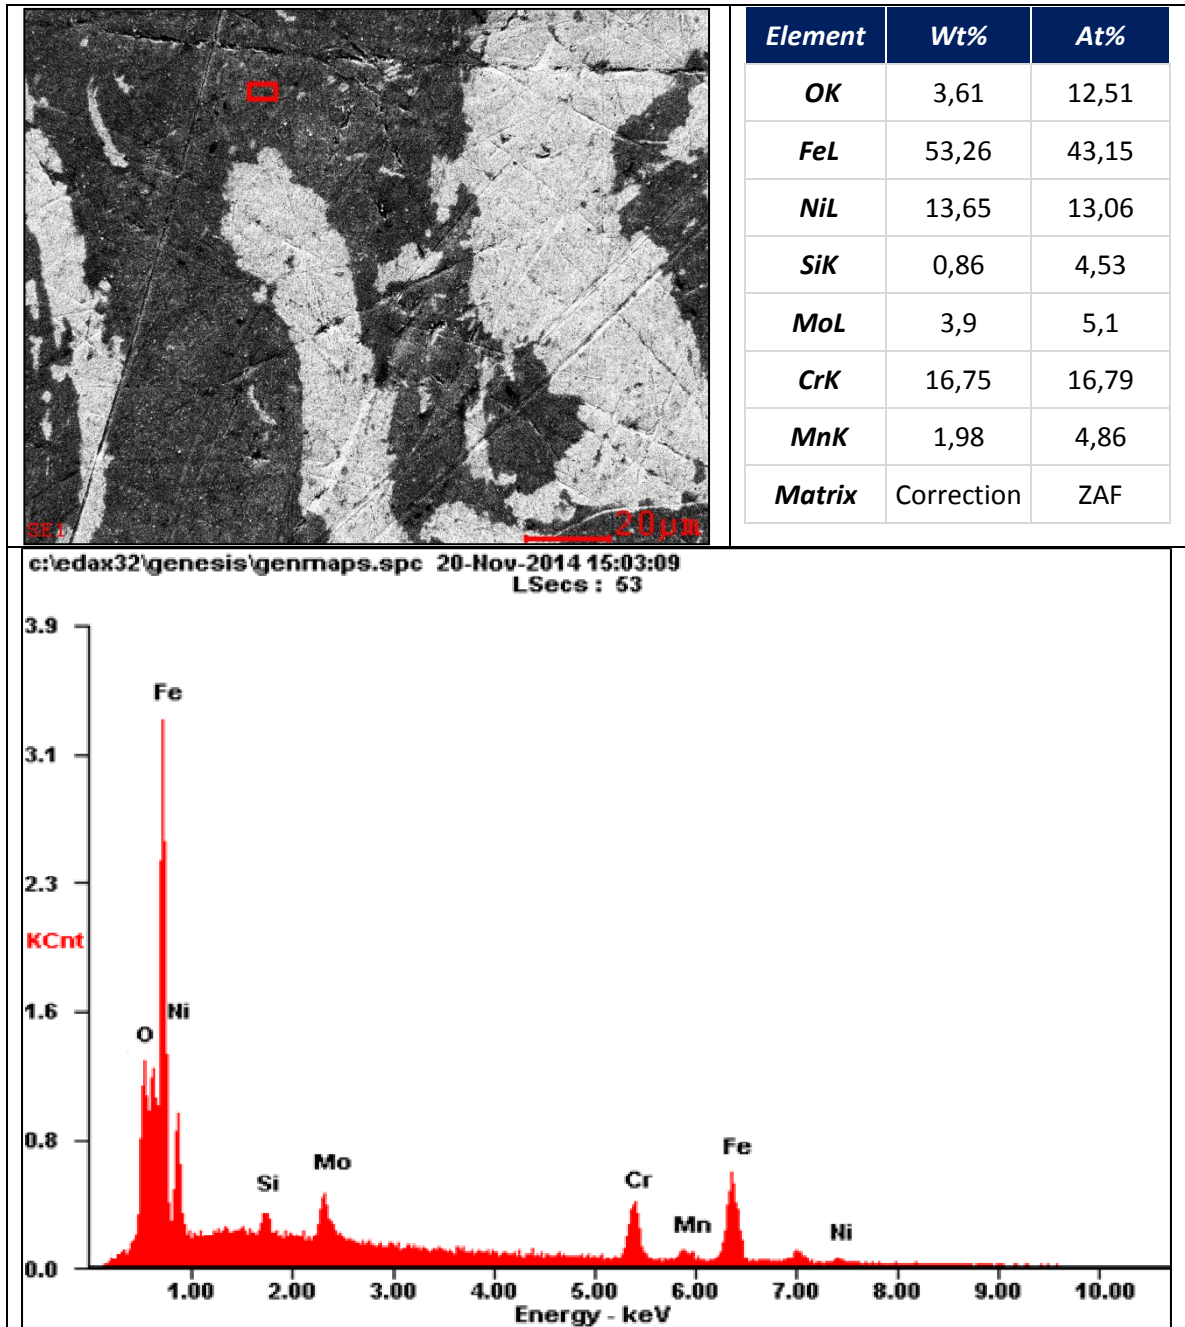 SE1
20µm
Element Wt% At%
OK 3,61 12,51
FeL 53,26 43,15
NiL 13,65 13,06
SiK 0,86 4,53
MoL 3,9 5,1
CrK 16,75 16,79
MnK 1,98 4,86
Matrix Correction ZAF
c:\edax32\genesis\genmaps.spc 20-Nov-2014 15:03:09
LSecs : 53
3.9
Fe
3.1
2.3
KCnt
1.6
Ni
O
0.8
Si
Mo
Cr
Mn
Fe
Ni
0.0
1.00 2.00 3.00 4.00 5.00 6.00 7.00 8.00 9.00 10.00
Energy - keV